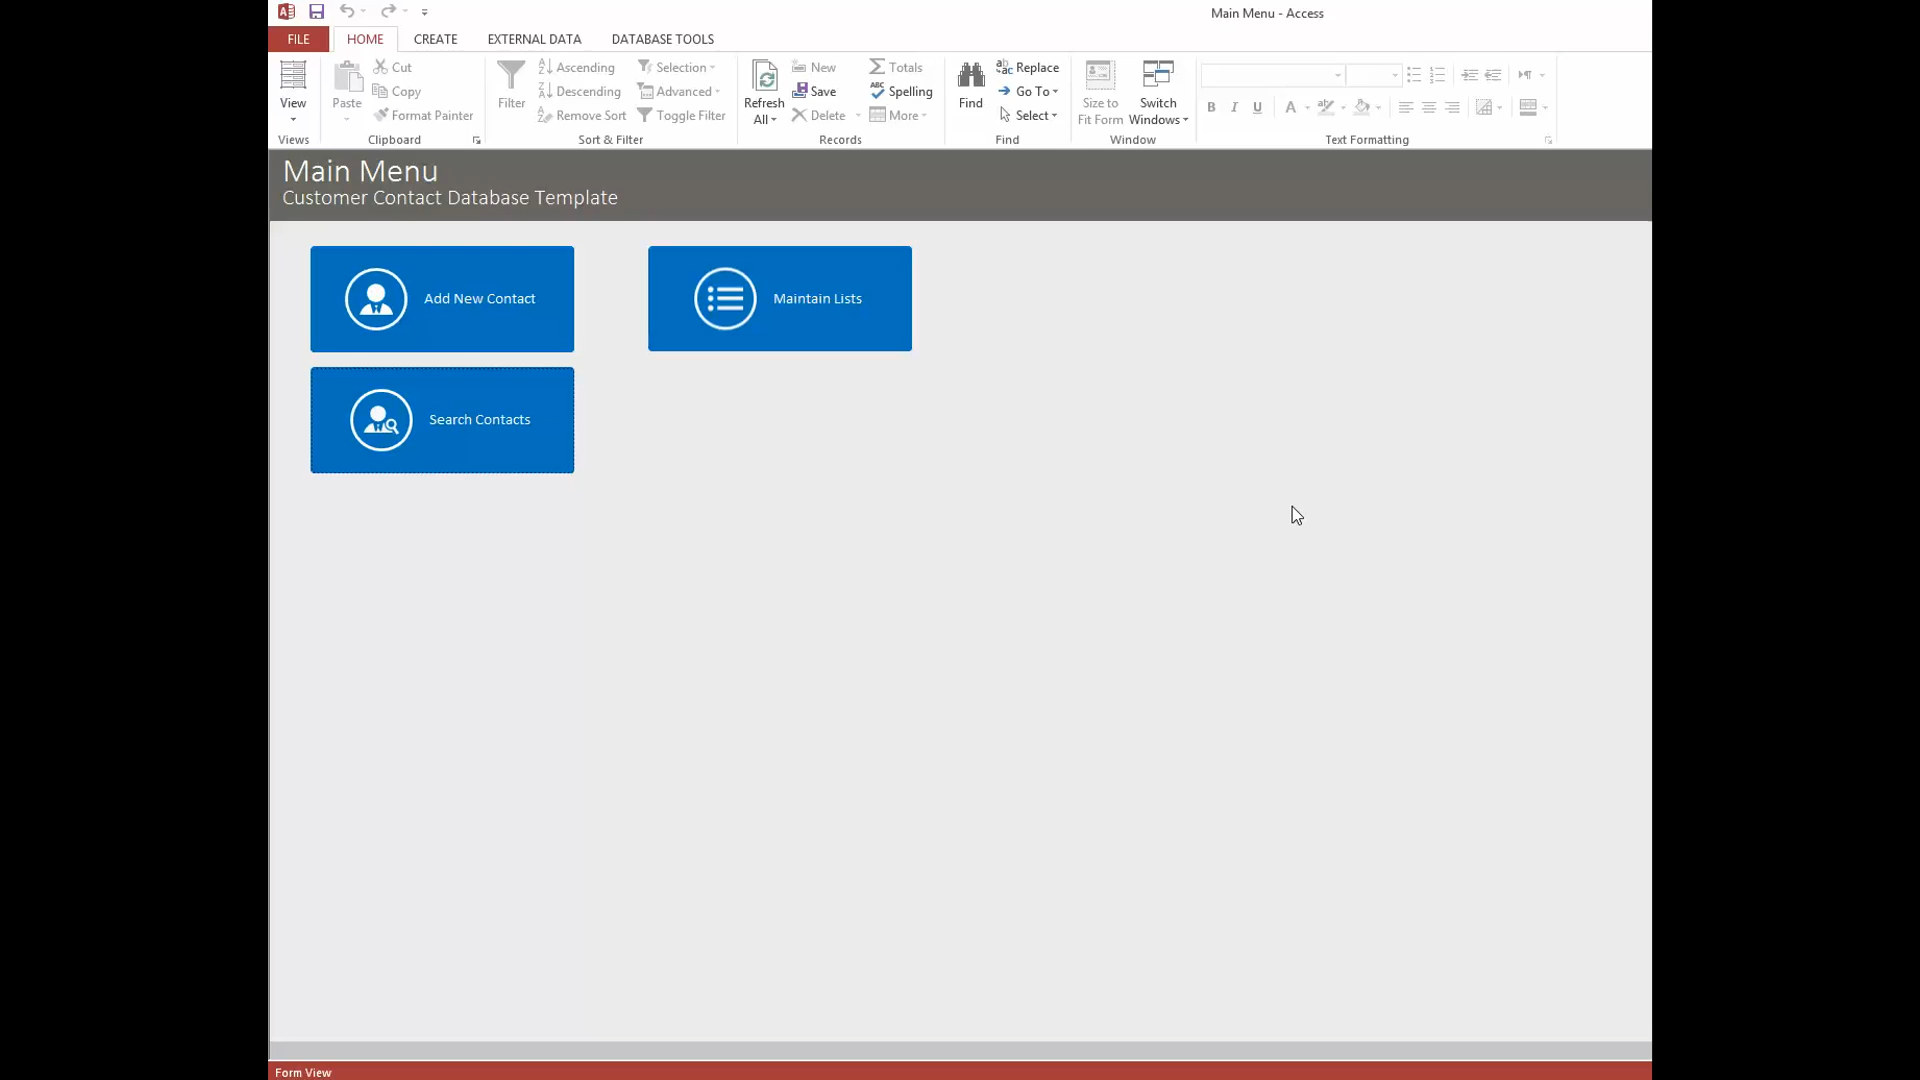 Main Menu - Access
FILE HOME CREATE EXTERNAL DATA DATABASE TOOLS
View
Views
Paste
Cut
Copy
Format Painter
Clipboard
Filter
Ascending
Descending
Remove Sort
Selection
Advanced
Toggle Filter
Sort & Filter
Refresh
All
New
Save
Delete
Totals
Spelling
More
Records
Find
Replace
Go To
Select
Find
Size to
Fit Form
Switch
Windows
Window
B I U A
Text Formatting
Main Menu
Customer Contact Database Template
Add New Contact
Maintain Lists
Search Contacts
Form View